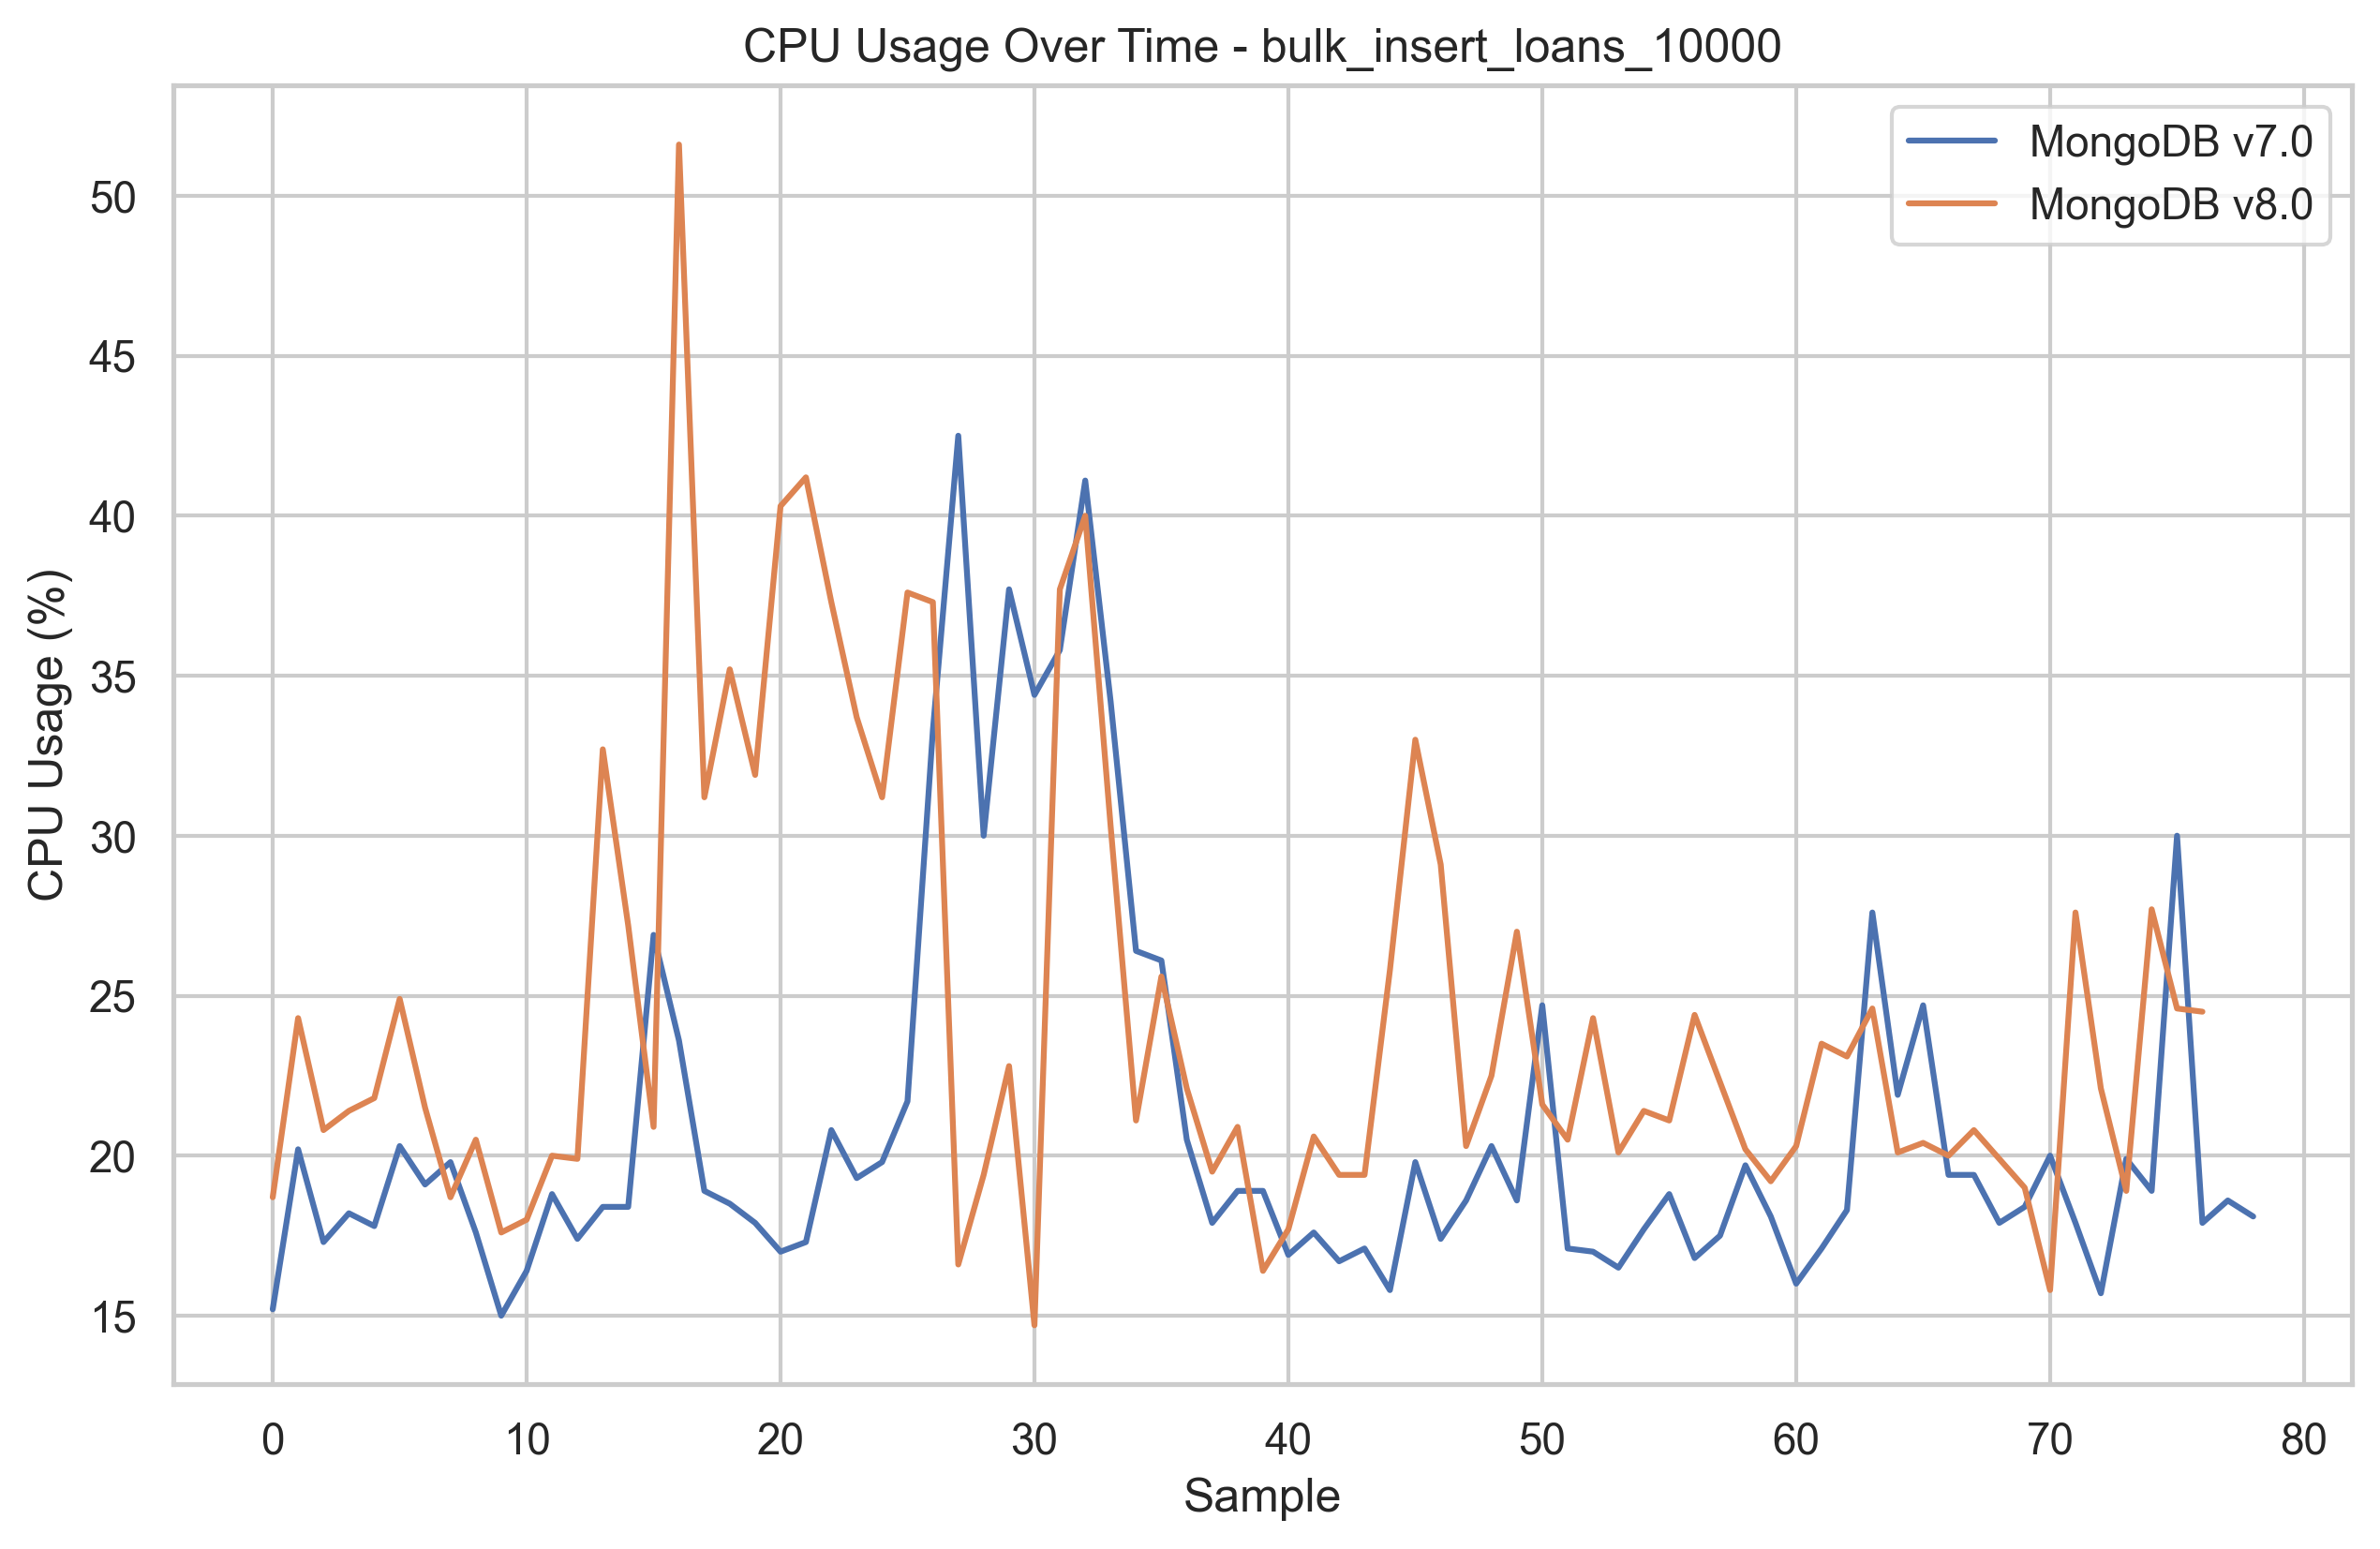 CPU Usage Over Time - bulk_insert_loans_10000
MongoDB v7.0
MongoDB v8.0
CPU Usage (%)
50
45
40
35
30
25
20
15
0 10 20 30 40 50 60 70 80
Sample